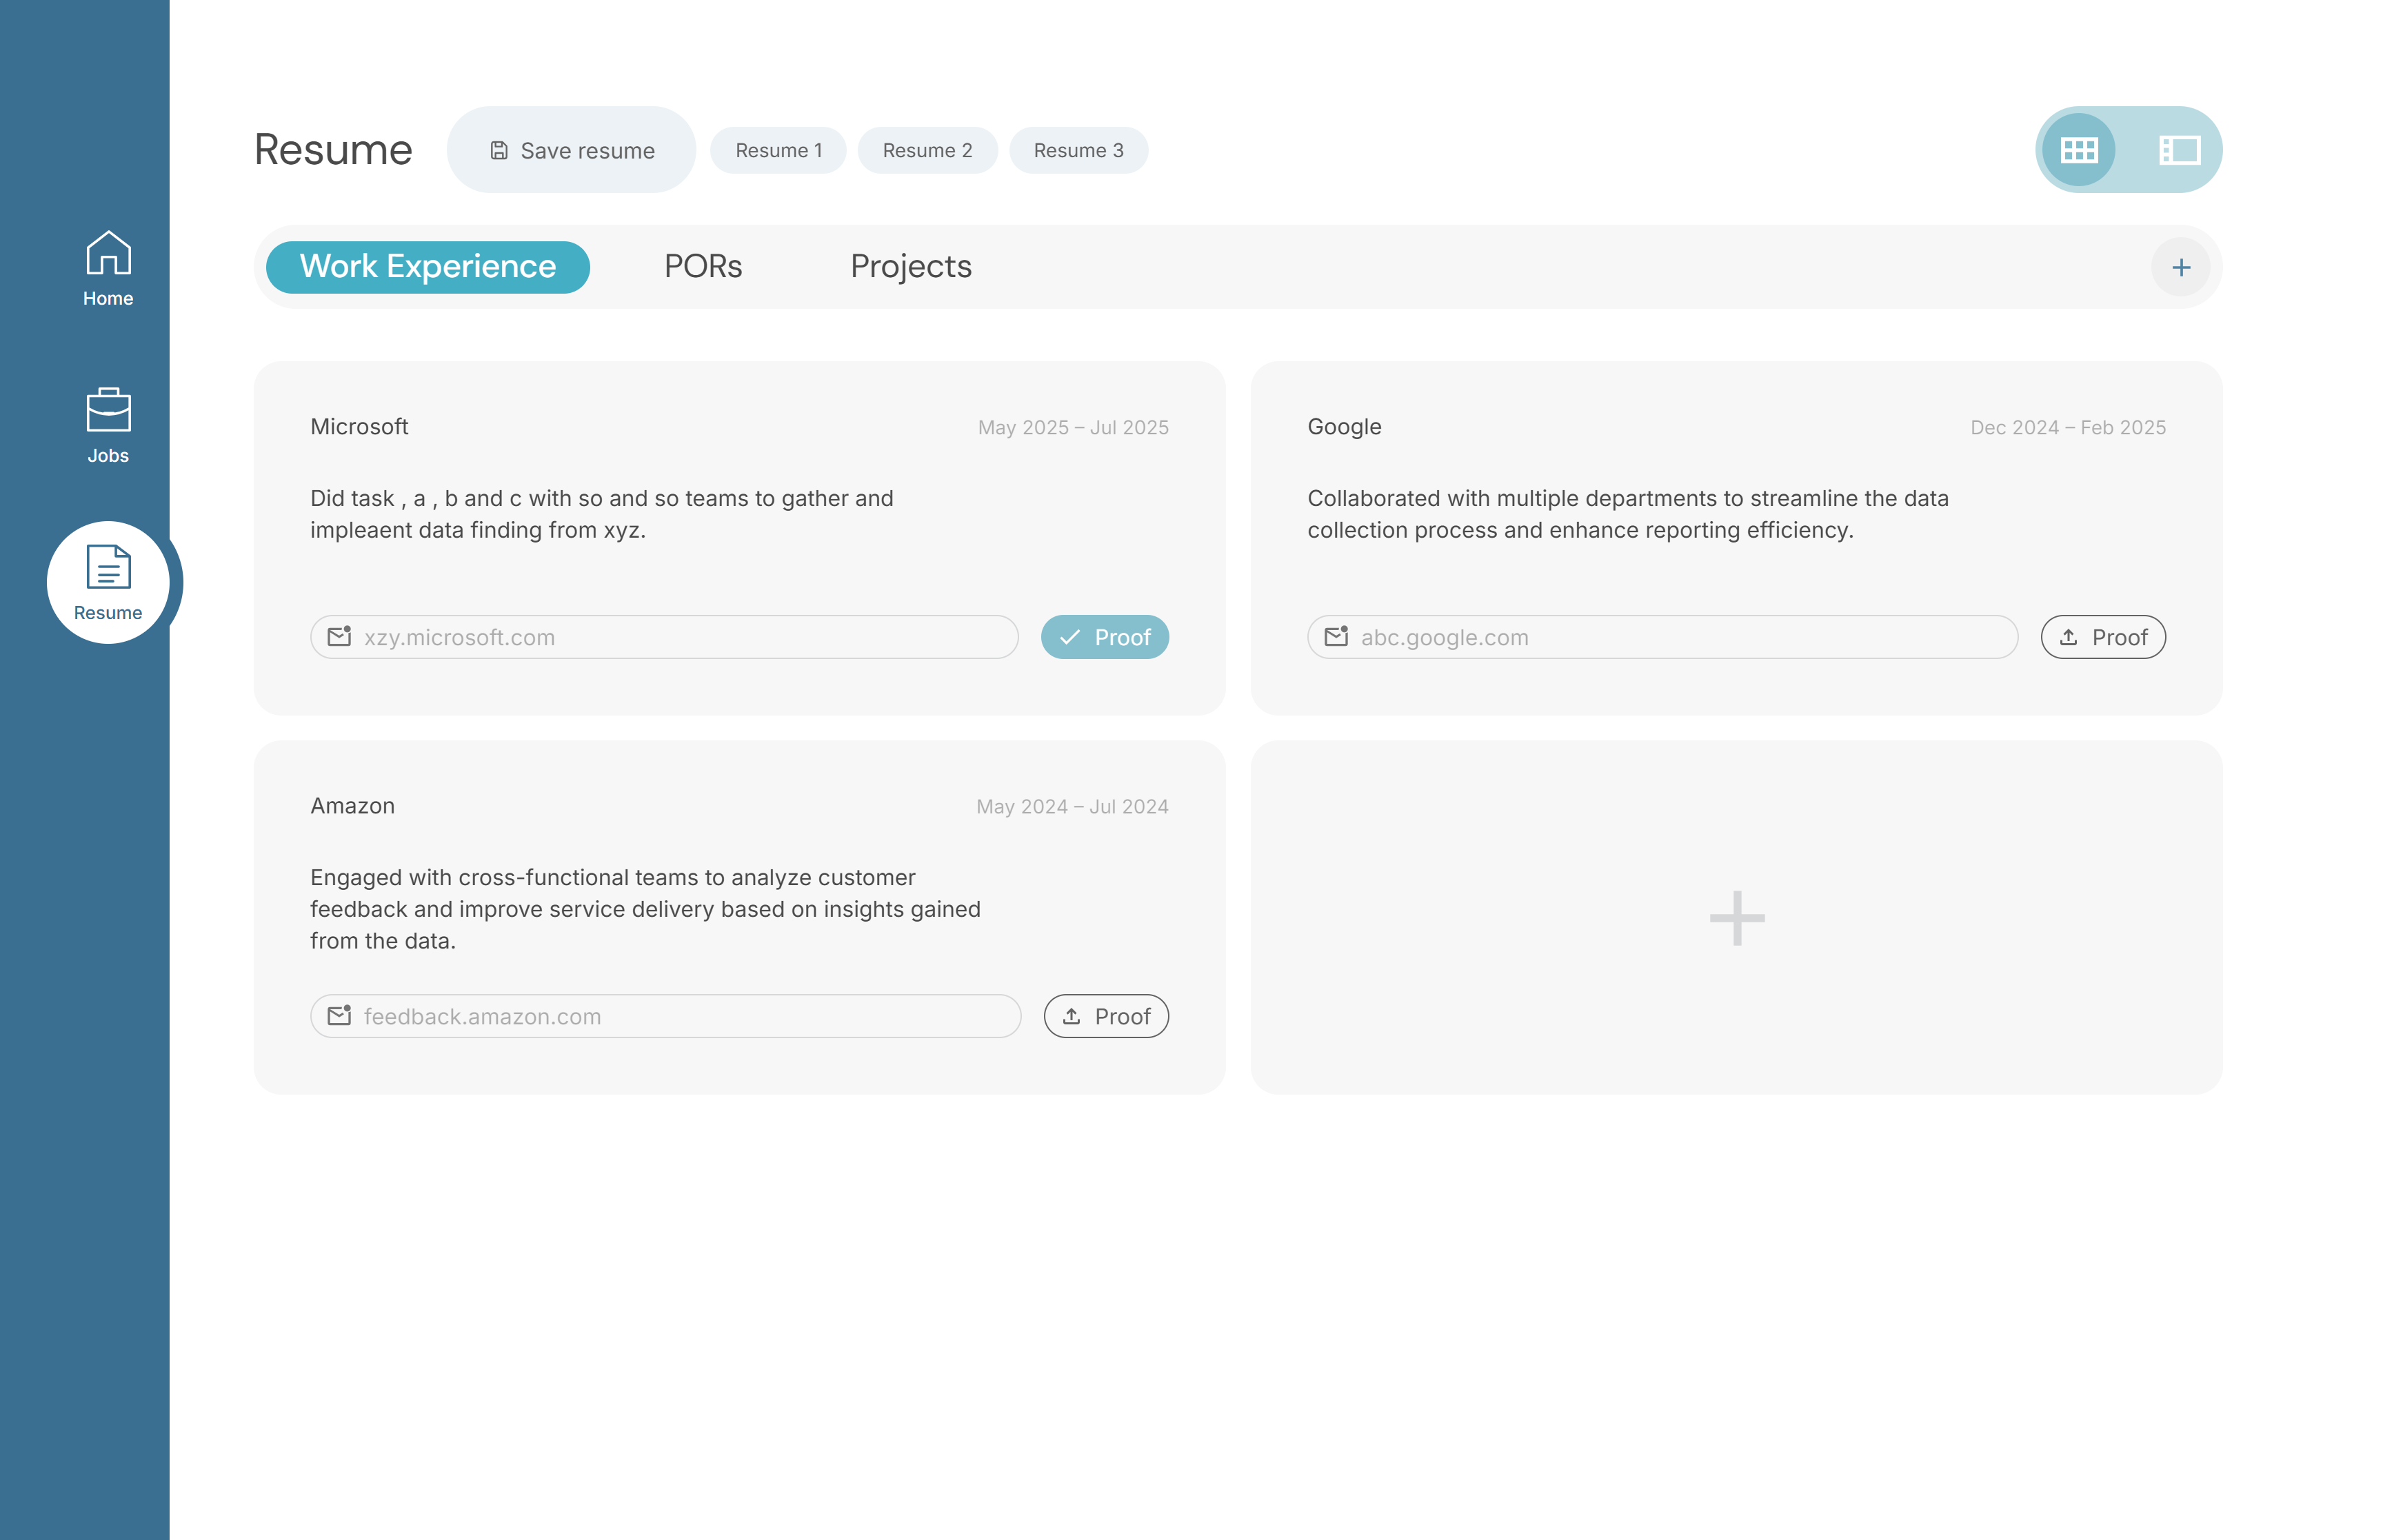 Resume
Save resume
Resume 1
Resume 2
Resume 3
Work Experience
PORs
Projects
Home
Jobs
Resume
Microsoft
May 2025 – Jul 2025
Did task , a , b and c with so and so teams to gather and
impleaent data finding from xyz.
xzy.microsoft.com
Proof
Google
Dec 2024 – Feb 2025
Collaborated with multiple departments to streamline the data
collection process and enhance reporting efficiency.
abc.google.com
Proof
Amazon
May 2024 – Jul 2024
Engaged with cross-functional teams to analyze customer
feedback and improve service delivery based on insights gained
from the data.
feedback.amazon.com
Proof